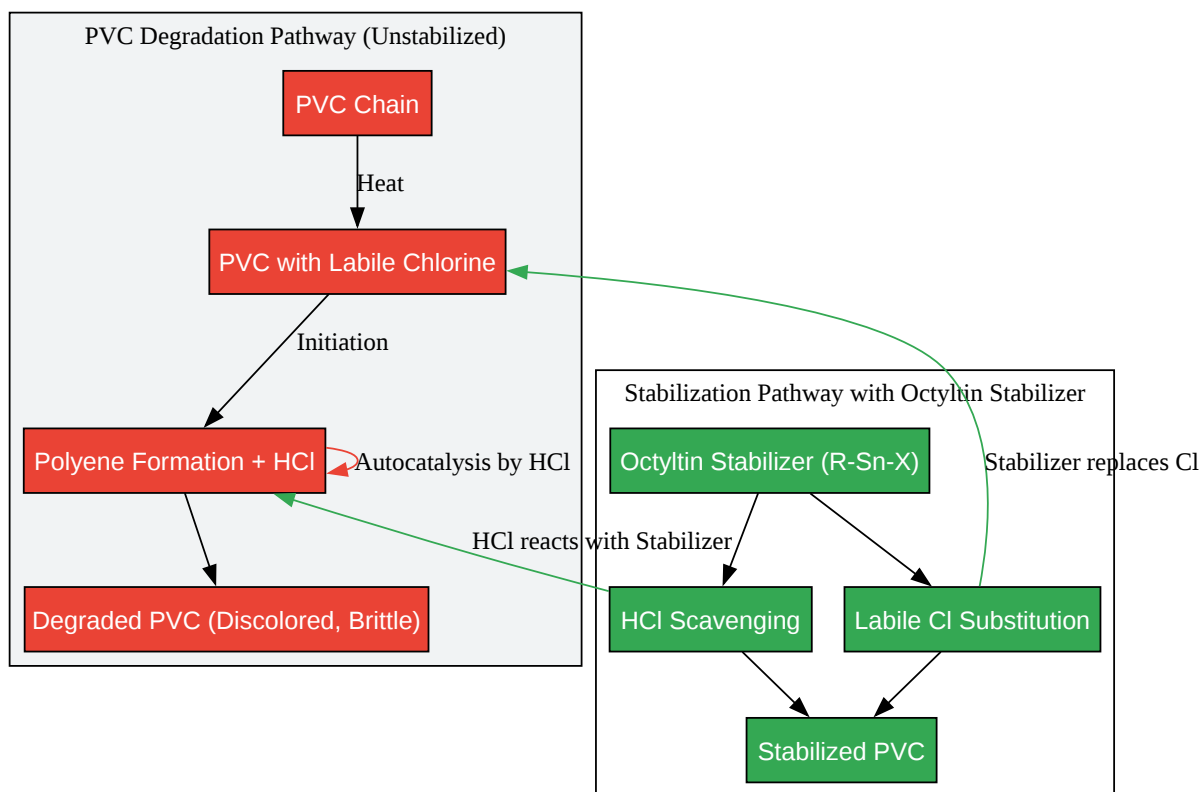 PVC Degradation Pathway (Unstabilized)
PVC Chain
Heat
PVC with Labile Chlorine
Initiation
Polyene Formation + HCl
Autocatalysis by HCl
Degraded PVC (Discolored, Brittle)
Stabilization Pathway with Octyltin Stabilizer
Octyltin Stabilizer (R-Sn-X)
Stabilizer replaces Cl
HCl reacts with Stabilizer
HCl Scavenging
Labile Cl Substitution
Stabilized PVC